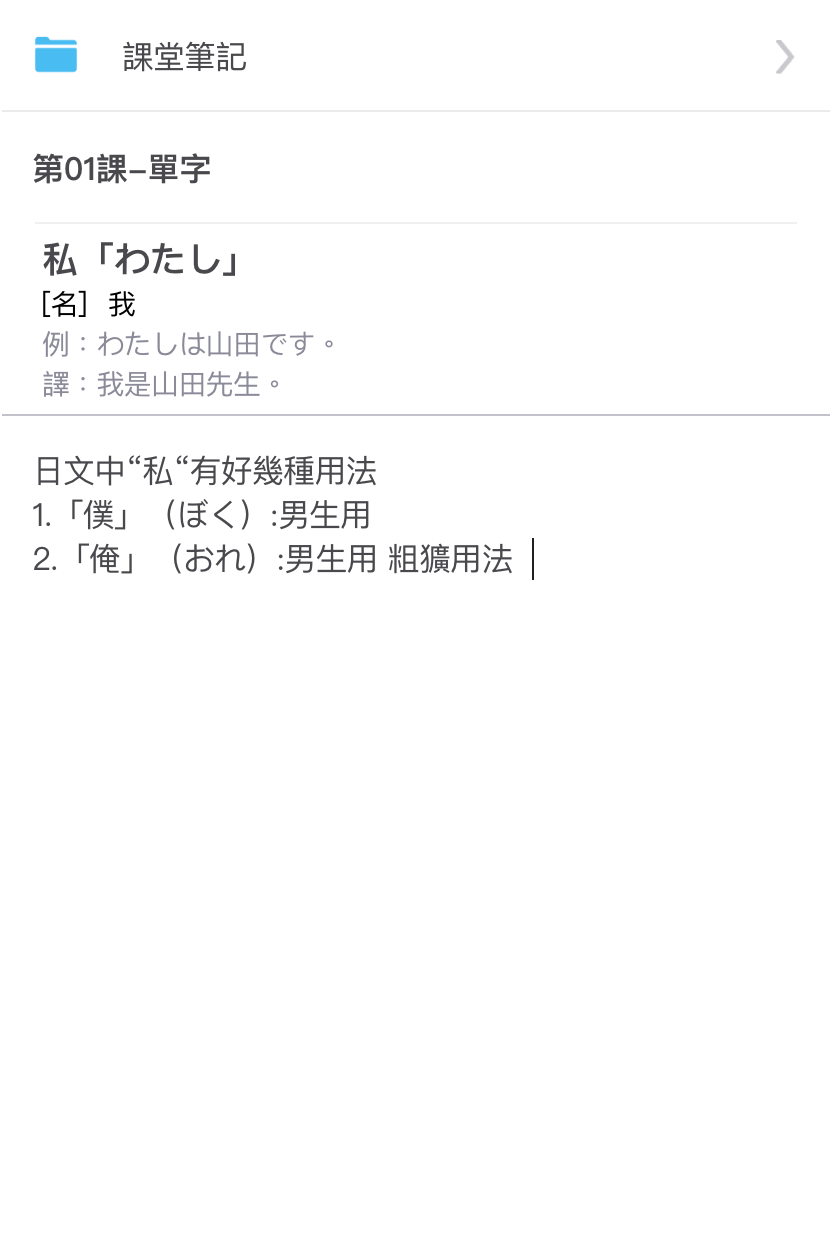 課堂筆記
第01課–單字
私「わたし」
[名] 我
例：わたしは山田です。
譯：我是山田先生。
日文中“私“有好幾種用法
1.「僕」（ぼく）:男生用
2.「俺」（おれ）:男生用 粗獷用法